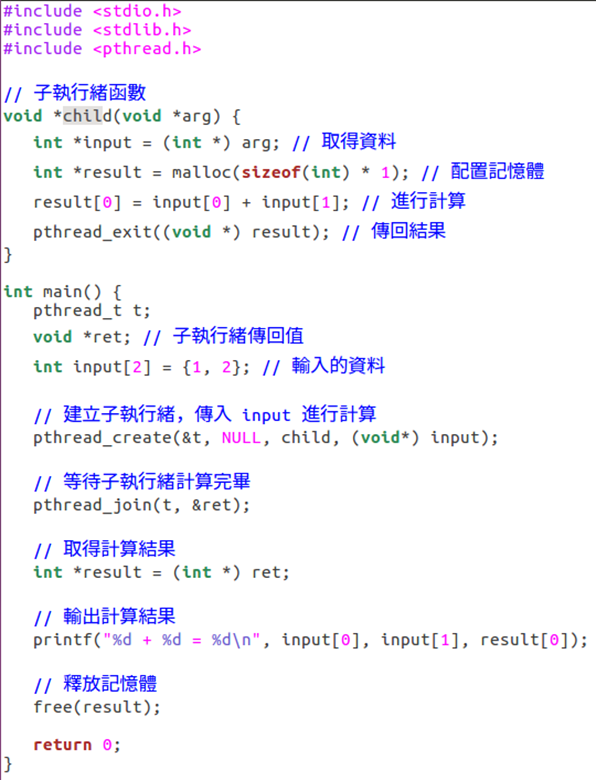 #include <stdio.h>
#include <stdlib.h>
#include <pthread.h>
// 子執行緒函數
void *child(void *arg) {
int *input = (int *) arg; // 取得資料
int *result = malloc(sizeof(int) * 1); // 配置記憶體
result[0] = input[0] + input[1]; // 進行計算
pthread_exit((void *) result); // 傳回結果
}
int main() {
pthread_t t;
void *ret; // 子執行緒傳回值
int input[2] = {1, 2}; // 輸入的資料
// 建立子執行緒，傳入 input 進行計算
pthread_create(&t, NULL, child, (void*) input);
// 等待子執行緒計算完畢
pthread_join(t, &ret);
// 取得計算結果
int *result = (int *) ret;
// 輸出計算結果
printf("%d + %d = %d\n", input[0], input[1], result[0]);
// 釋放記憶體
free(result);
return 0;
}